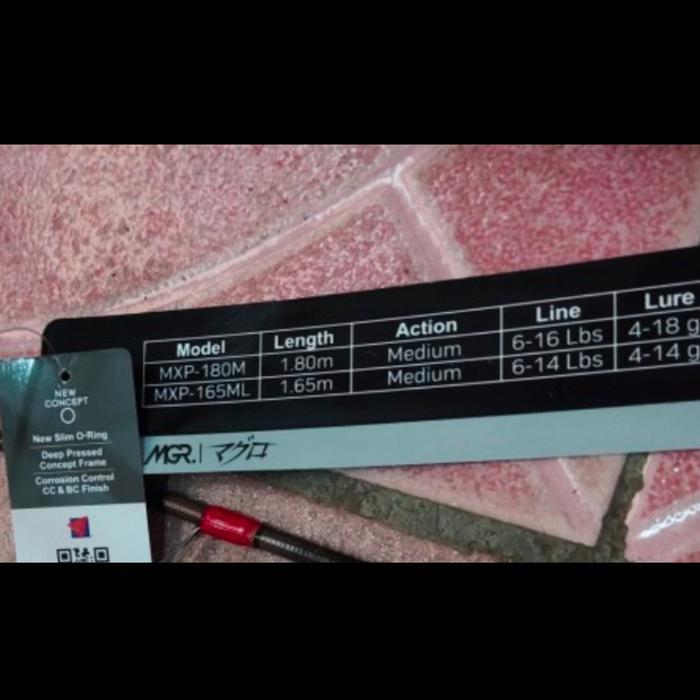 Model Length Action Line Lure
MXP-180M 1.80m Medium 6-16 Lbs 4-18 g
MXP-165ML 1.65m Medium 6-14 Lbs 4-14 g
MGR. | マグロ
NEW
CONCEPT
New Slim O-Ring
Deep Pressed
Concept Frame
Corrosion Control
CC & BC Finish